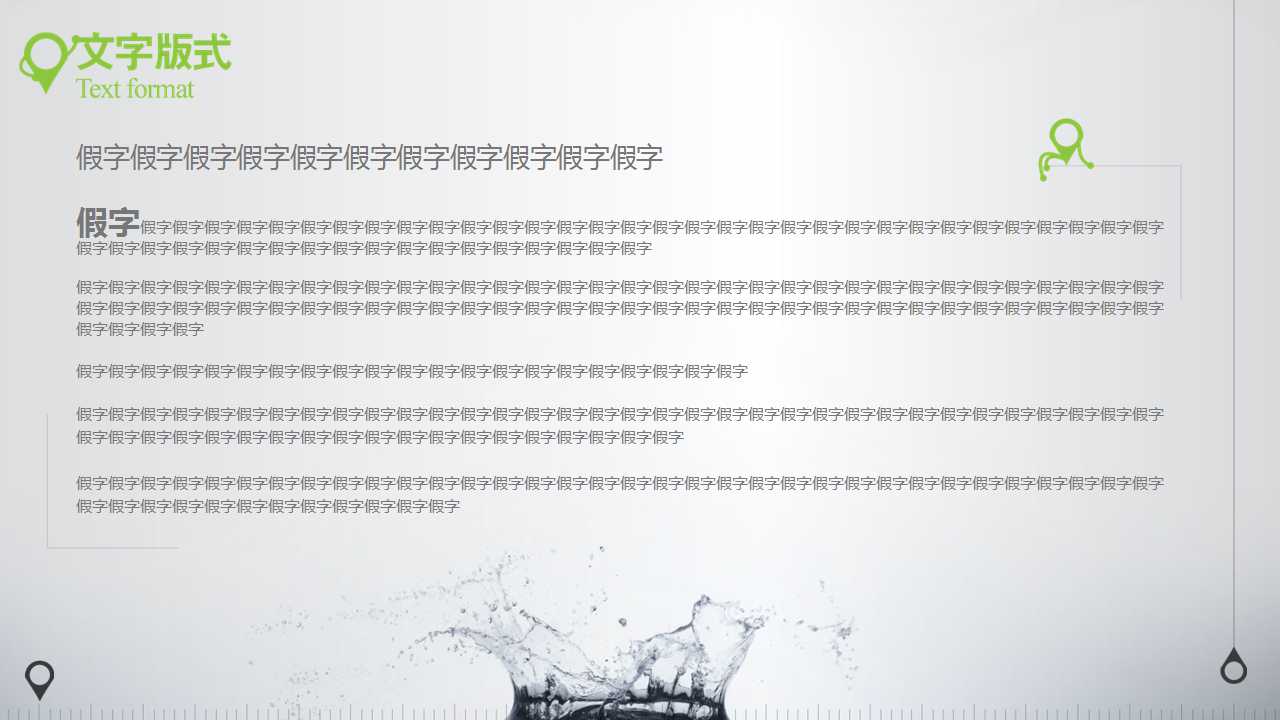 文字版式
Text format
假字假字假字假字假字假字假字假字假字假字假字
假字假字假字假字假字假字假字假字假字假字假字假字假字假字假字假字假字假字假字假字假字假字假字假字假字假字假字假字假字假字假字假字假字
假字假字假字假字假字假字假字假字假字假字假字假字假字假字假字假字假字假字
假字假字假字假字假字假字假字假字假字假字假字假字假字假字假字假字假字假字假字假字假字假字假字假字假字假字假字假字假字假字假字假字假字假字
假字假字假字假字假字假字假字假字假字假字假字假字假字假字假字假字假字假字假字假字假字假字假字假字假字假字假字假字假字假字假字假字假字假字
假字假字假字假字
假字假字假字假字假字假字假字假字假字假字假字假字假字假字假字假字假字假字假字假字假字
假字假字假字假字假字假字假字假字假字假字假字假字假字假字假字假字假字假字假字假字假字假字假字假字假字假字假字假字假字假字假字假字假字假字
假字假字假字假字假字假字假字假字假字假字假字假字假字假字假字假字假字假字假字
假字假字假字假字假字假字假字假字假字假字假字假字假字假字假字假字假字假字假字假字假字假字假字假字假字假字假字假字假字假字假字假字假字假字
假字假字假字假字假字假字假字假字假字假字假字假字